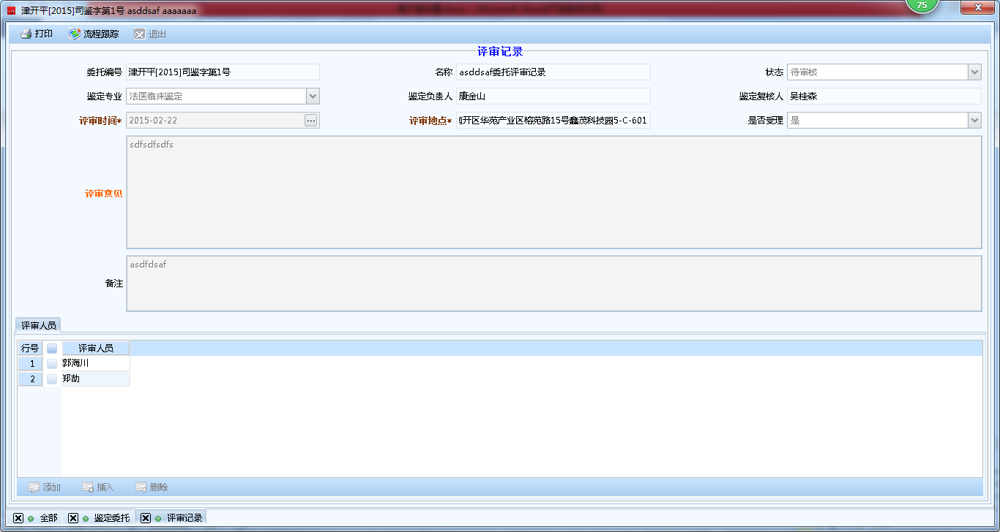 津开平[2015]司鉴字第1号 asddsaf aaaaaaa
75
打印 流程跟踪 退出
评审记录
委托编号 津开平[2015]司鉴字第1号 名称 asddsaf委托评审记录 状态 待审核
鉴定专业 法医临床鉴定 鉴定负责人 康金山 鉴定复核人 吴桂森
评审时间* 2015-02-22 ... 评审地点* 开区华苑产业区榕苑路15号鑫茂科技园5-C-601 是否受理 是
sdfsdfsdfs
评审意见
asdfdsaf
备注
评审人员
行号 评审人员
1 郭海川
2 郑劼
添加 插入 删除
全部 鉴定委托 评审记录